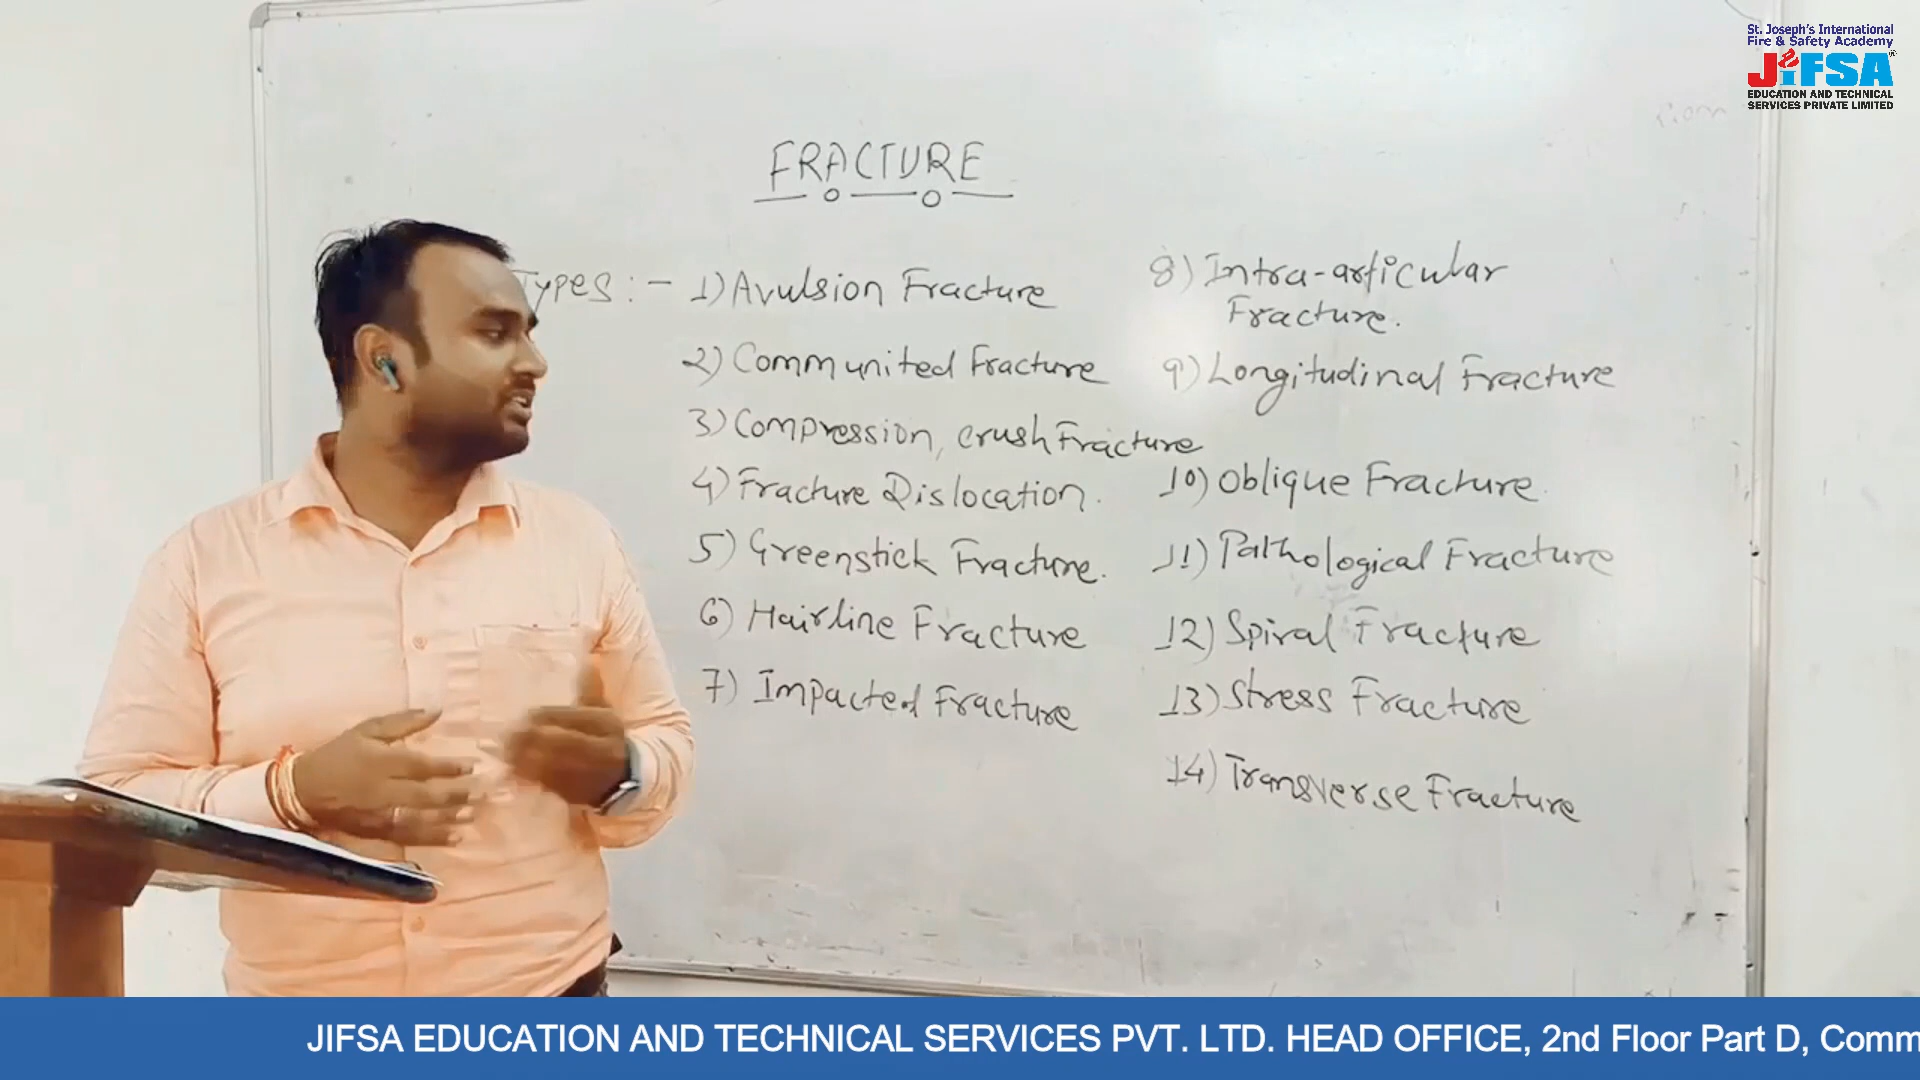 St. Joseph's International
Fire & Safety Academy
JIFSA
EDUCATION AND TECHNICAL
SERVICES PRIVATE LIMITED
FRACTURE
Types :- 1) Avulsion Fracture
2) Communited Fracture
3) Compression, Crush Fracture
4) Fracture Dislocation.
5) Greenstick Fracture.
6) Hairline Fracture
7) Impacted Fracture
8) Intra-articular
Fracture.
9) Longitudinal Fracture
10) Oblique Fracture.
11) Pathological Fracture
12) Spiral Fracture
13) Stress Fracture
14) Transverse Fracture
JIFSA EDUCATION AND TECHNICAL SERVICES PVT. LTD. HEAD OFFICE, 2nd Floor Part D, Comm